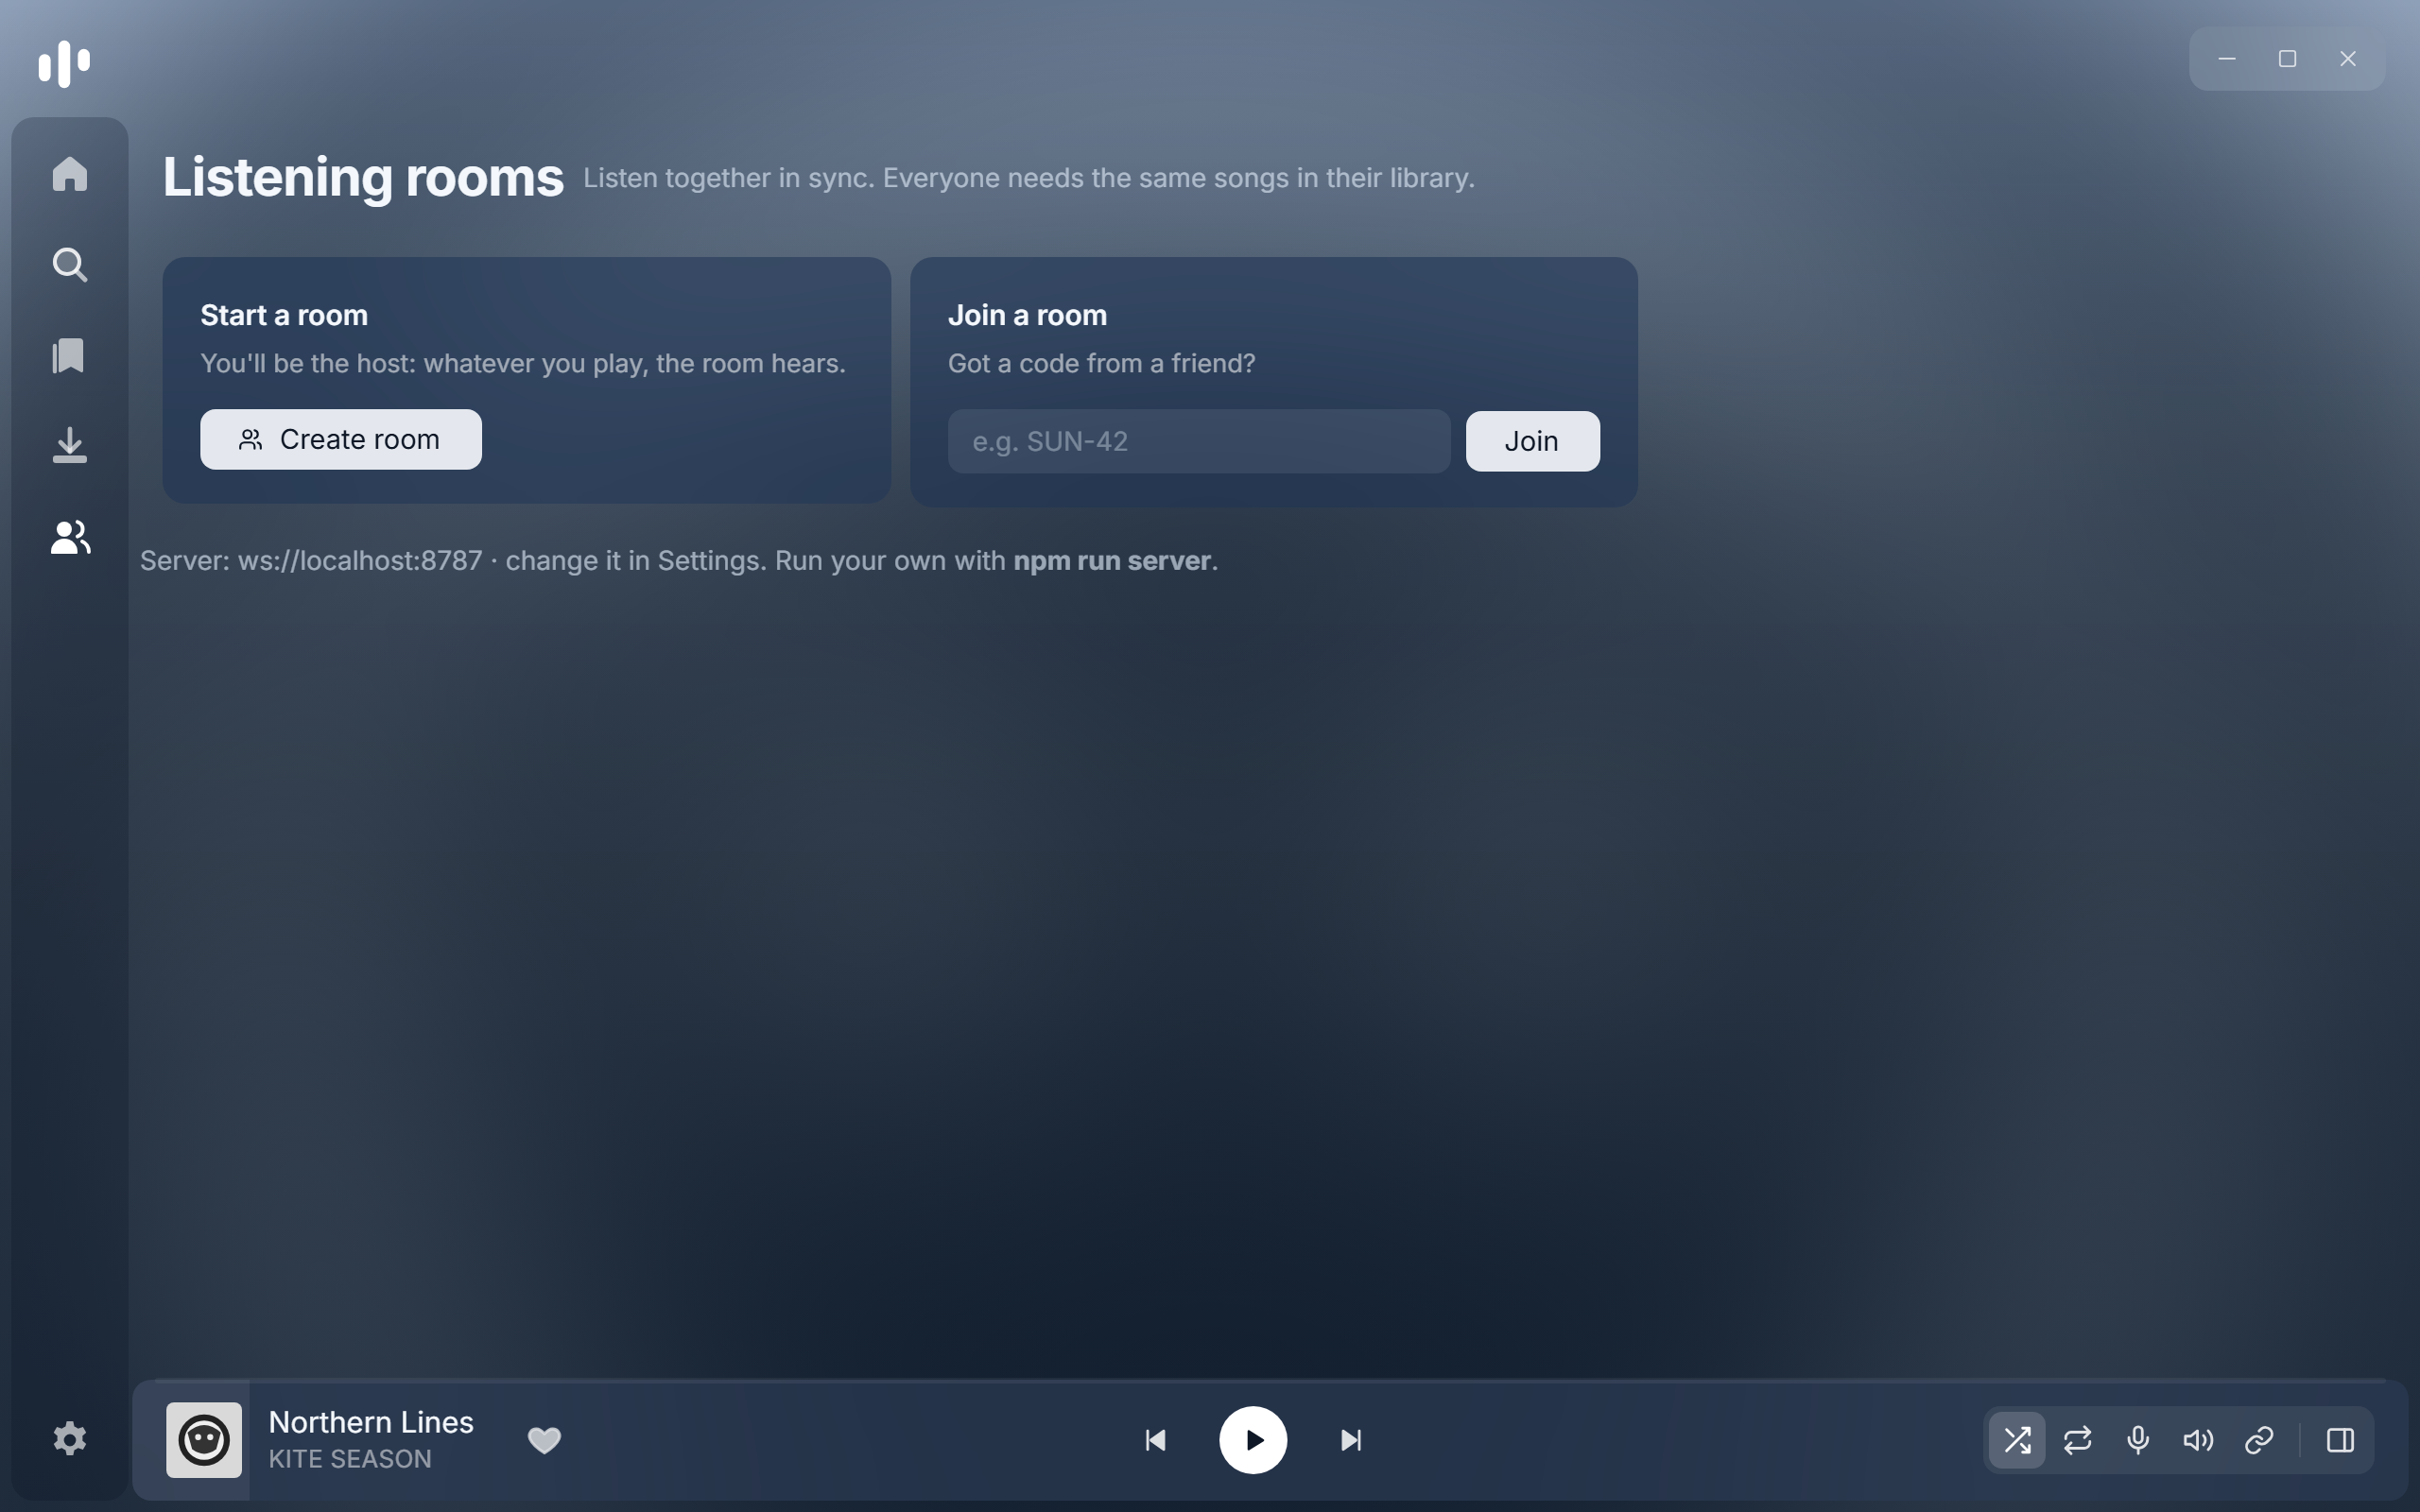 Listening rooms Listen together in sync. Everyone needs the same songs in their library.
Start a room
You'll be the host: whatever you play, the room hears.
Create room
Join a room
Got a code from a friend?
e.g. SUN-42 Join
Server: ws://localhost:8787 · change it in Settings. Run your own with npm run server.
Northern Lines
KITE SEASON